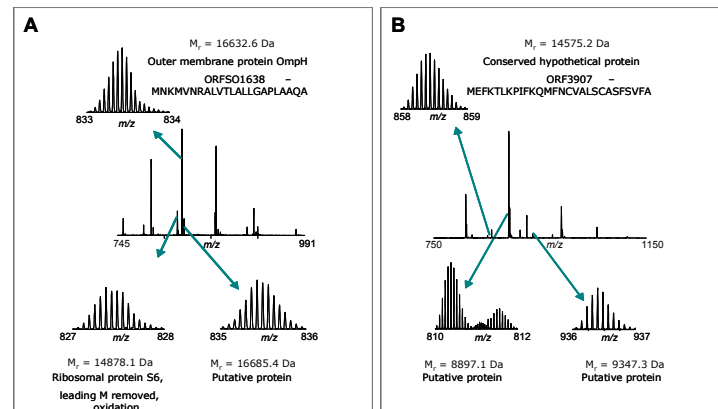 A
Mr = 16632.6 Da
Outer membrane protein OmpH
ORFSO1638 –
MNKMVNRALVTLALLGAPLAAQA
833 m/z 834
745 m/z 991
827 m/z 828
835 m/z 836
Mr = 14878.1 Da
Ribosomal protein S6,
leading M removed,
oxidation
Mr = 16685.4 Da
Putative protein
B
Mr = 14575.2 Da
Conserved hypothetical protein
ORF3907 –
MEFKTLKPIFKQMFNCVALSCASFSVFA
858 m/z 859
750 m/z 1150
810 m/z 812
936 m/z 937
Mr = 8897.1 Da
Putative protein
Mr = 9347.3 Da
Putative protein